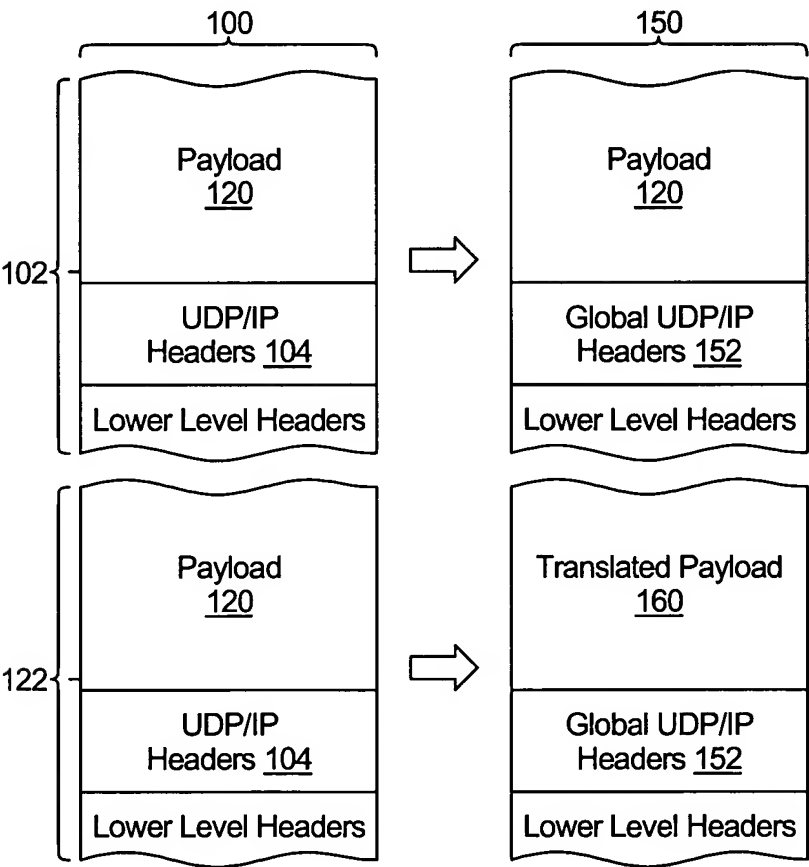 100
150
Payload
120
Payload
120
102
UDP/IP
Headers 104
Global UDP/IP
Headers 152
Lower Level Headers
Lower Level Headers
Payload
120
Translated Payload
160
122
UDP/IP
Headers 104
Global UDP/IP
Headers 152
Lower Level Headers
Lower Level Headers